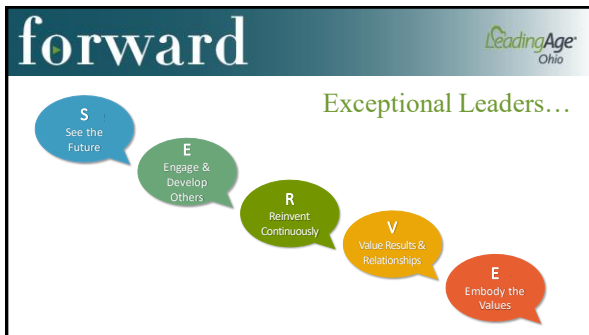 forward
LeadingAge®
Ohio
Exceptional Leaders…
S
See the
Future
E
Engage &
Develop
Others
R
Reinvent
Continuously
V
Value Results &
Relationships
E
Embody the
Values